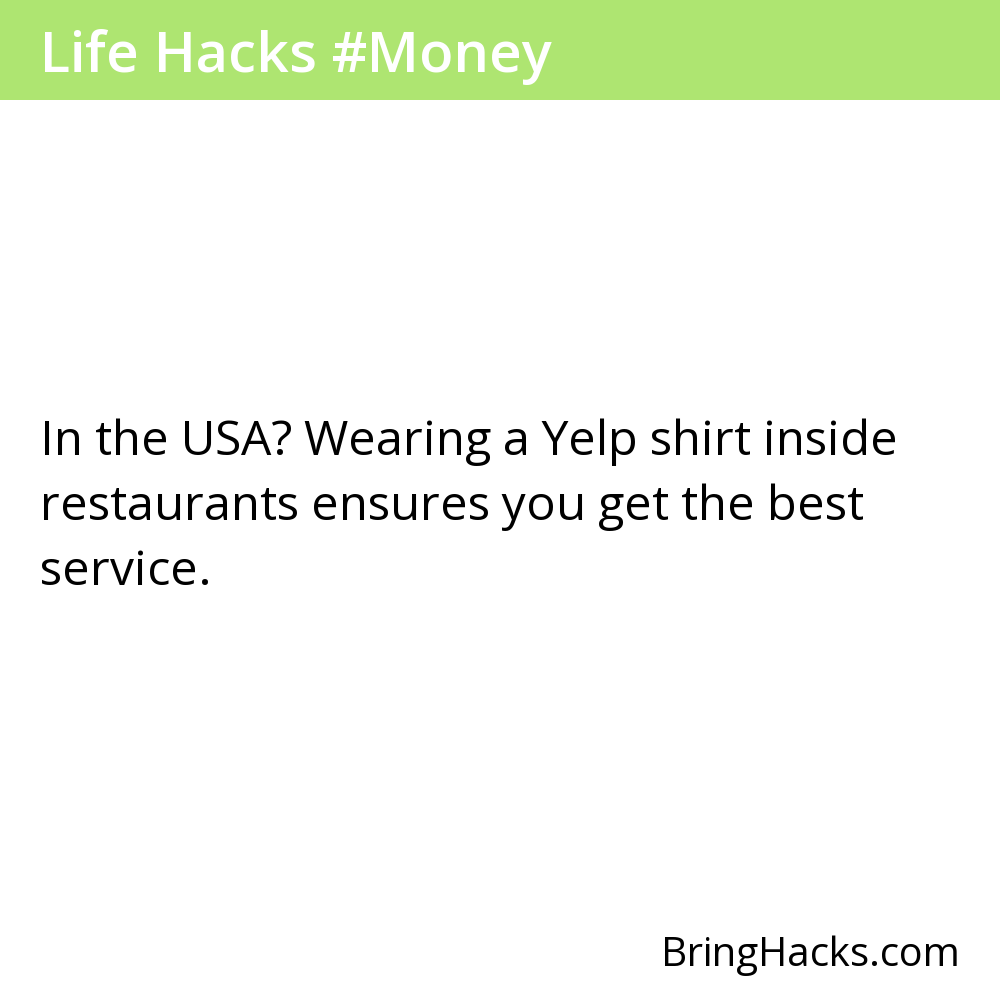 Life Hacks #Money
In the USA? Wearing a Yelp shirt inside
restaurants ensures you get the best
service.
BringHacks.com